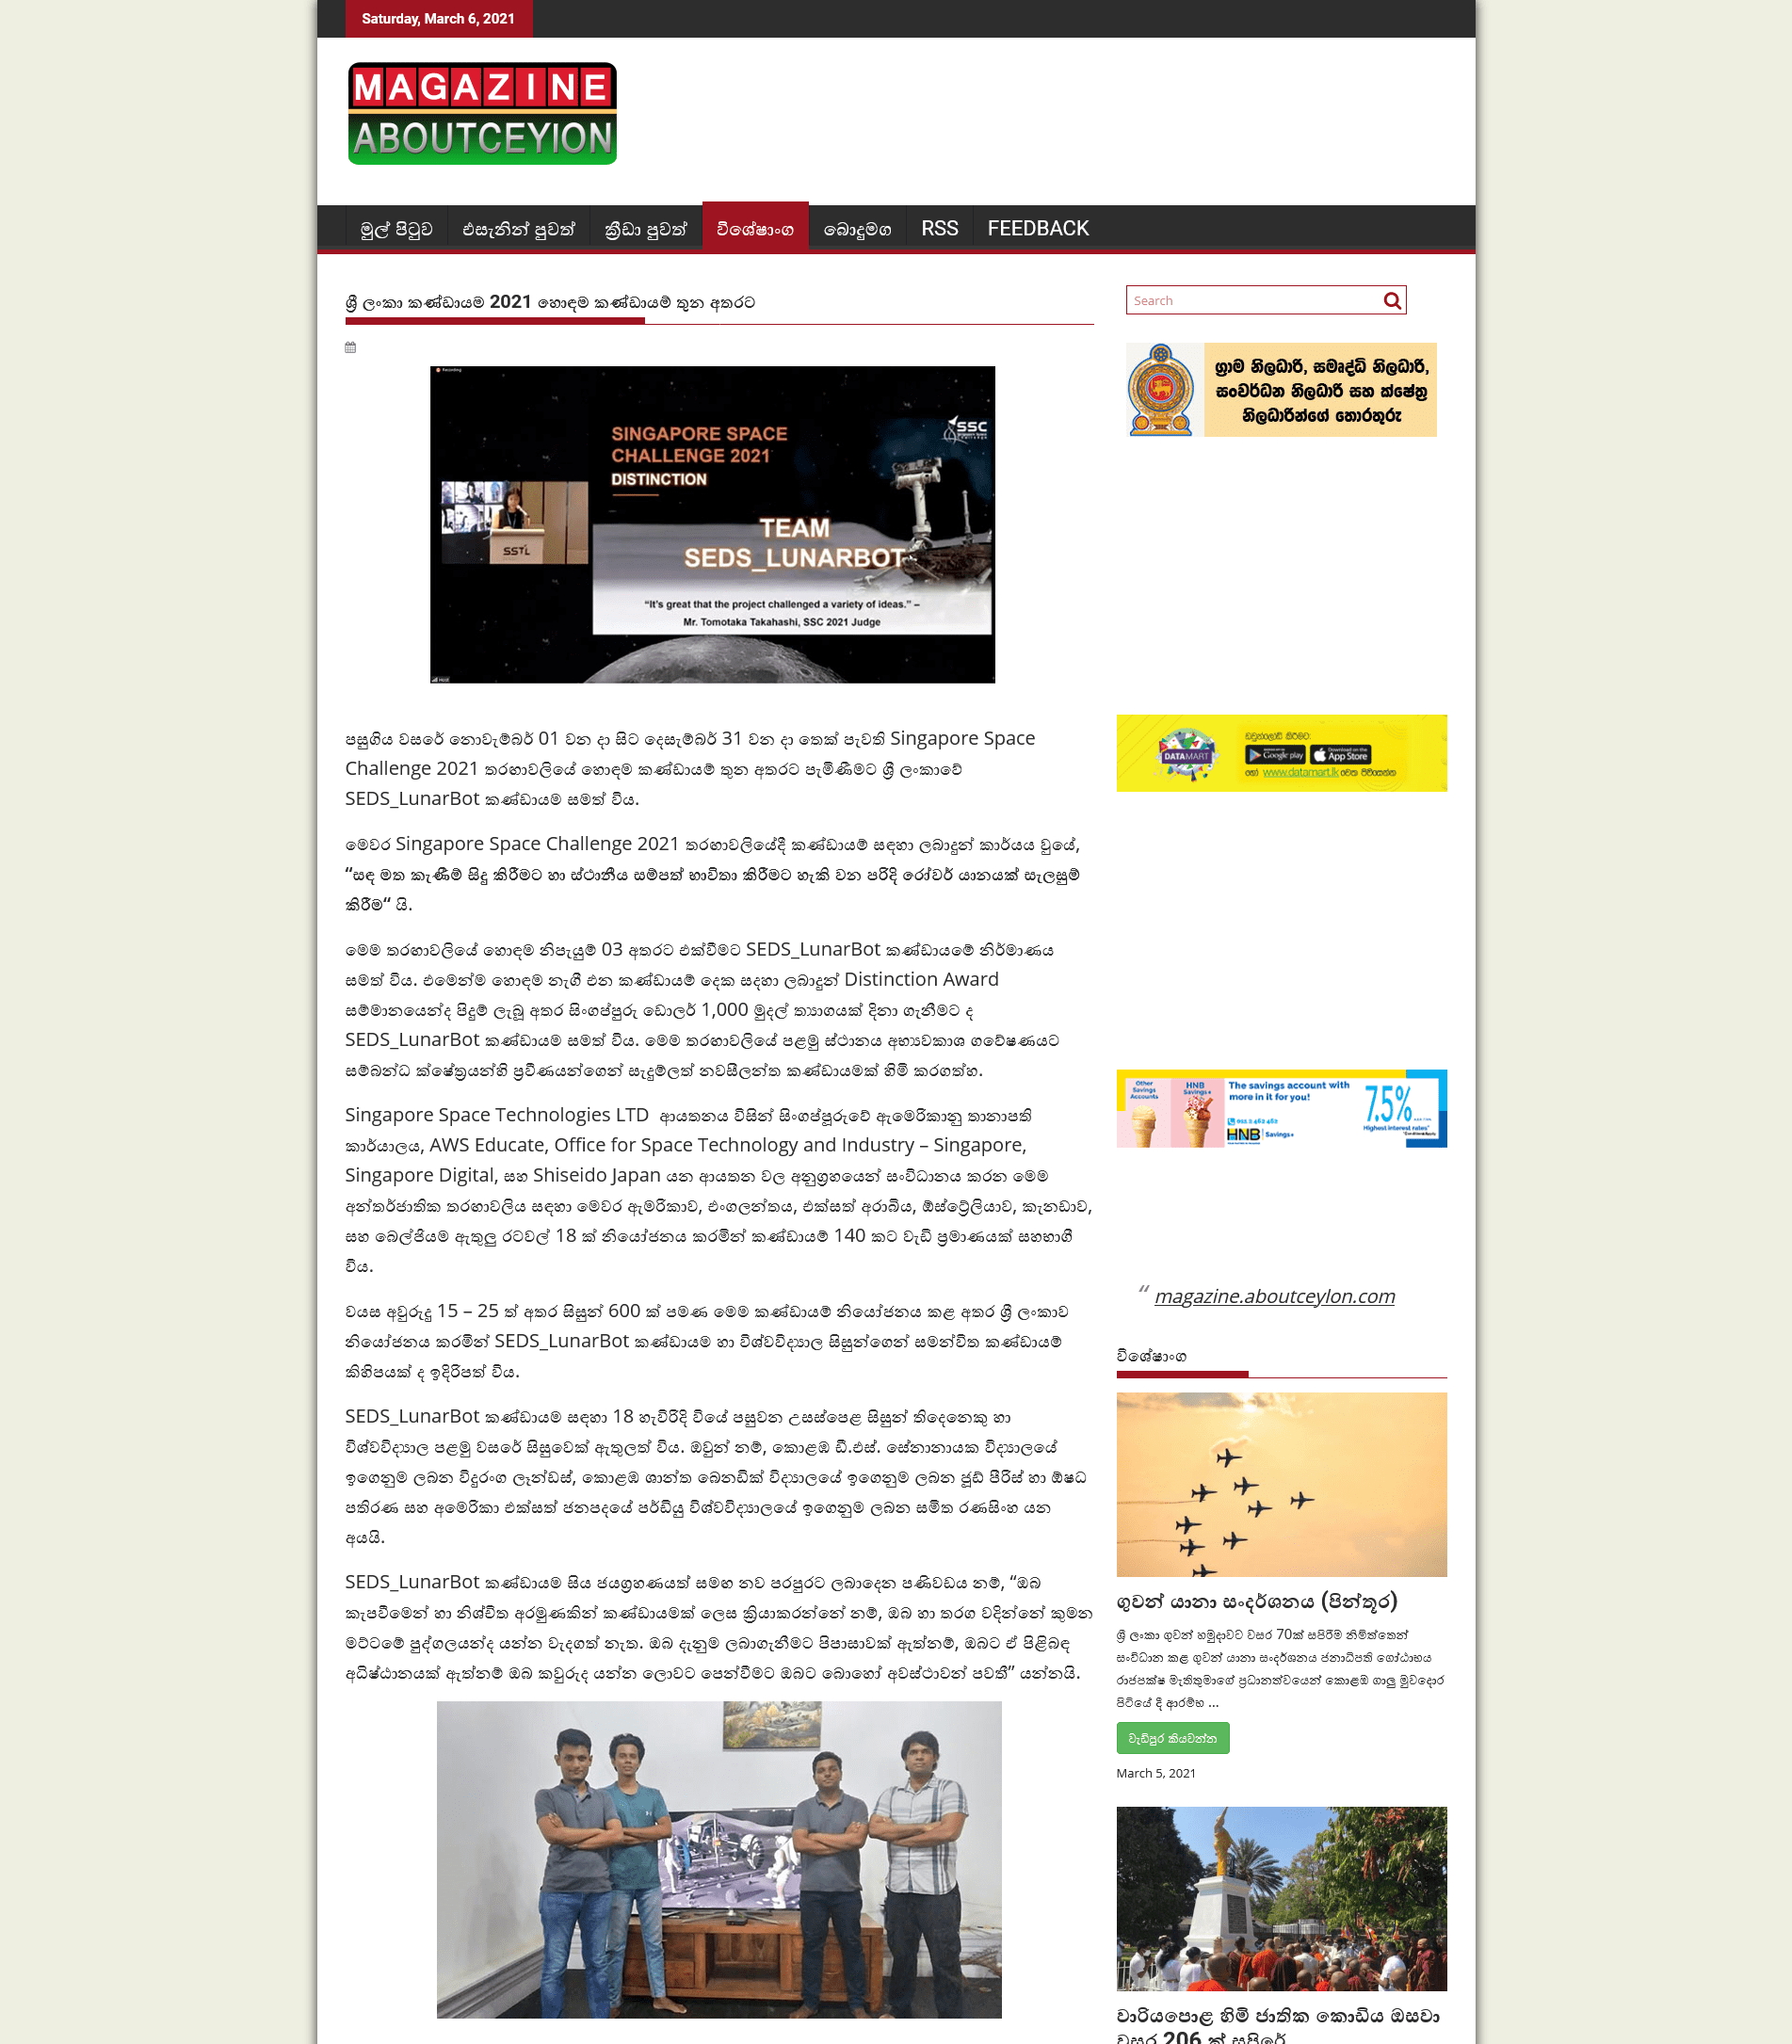 Saturday, March 6, 2021
MAGAZINE
ABOUTCEYlON
මුල් පිටුව
එසැනින් පුවත්
ක්‍රීඩා පුවත්
විශේෂාංග
බොදුමග
RSS
FEEDBACK
ශ්‍රී ලංකා කණ්ඩායම 2021 හොඳම කණ්ඩායම් තුන අතරට
Recording
SINGAPORE SPACE
CHALLENGE 2021
DISTINCTION
SSC
SSTL
TEAM
SEDS_LUNARBOT
“It’s great that the project challenged a variety of ideas.” –
Mr. Tomotaka Takahashi, SSC 2021 Judge
පසුගිය වසරේ නොවැම්බර් 01 වන දා සිට දෙසැම්බර් 31 වන දා තෙක් පැවති Singapore Space
Challenge 2021 තරඟාවලියේ හොඳම කණ්ඩායම් තුන අතරට පැමිණීමට ශ්‍රී ලංකාවේ
SEDS_LunarBot කණ්ඩායම සමත් විය.
මෙවර Singapore Space Challenge 2021 තරඟාවලියේදී කණ්ඩායම් සඳහා ලබාදුන් කාර්යය වුයේ,
“සඳ මත කැණීම් සිදු කිරීමට හා ස්ථානීය සම්පත් භාවිතා කිරීමට හැකි වන පරිදි රෝවර් යානයක් සැලසුම්
කිරීම“ යි.
මෙම තරඟාවලියේ හොඳම නිපැයුම් 03 අතරට එක්වීමට SEDS_LunarBot කණ්ඩායමේ නිර්මාණය
සමත් විය. එමෙන්ම හොඳම නැගී එන කණ්ඩායම් දෙක සදහා ලබාදුන් Distinction Award
සම්මානයෙන්ද පිදුම් ලැබූ අතර සිංගප්පුරු ඩොලර් 1,000 මුදල් ත්‍යාගයක් දිනා ගැනීමට ද
SEDS_LunarBot කණ්ඩායම සමත් විය. මෙම තරඟාවලියේ පළමු ස්ථානය අභ්‍යවකාශ ගවේෂණයට
සම්බන්ධ ක්ෂේත්‍රයන්හි ප්‍රවීණයන්ගෙන් සැදුම්ලත් නවසීලන්ත කණ්ඩායමක් හිමි කරගත්හ.
Singapore Space Technologies LTD ආයතනය විසින් සිංගප්පූරුවේ ඇමෙරිකානු තානාපති
කාර්යාලය, AWS Educate, Office for Space Technology and Industry – Singapore,
Singapore Digital, සහ Shiseido Japan යන ආයතන වල අනුග්‍රහයෙන් සංවිධානය කරන මෙම
අන්තර්ජාතික තරඟාවලිය සඳහා මෙවර ඇමරිකාව, එංගලන්තය, එක්සත් අරාබිය, ඕස්ට්‍රේලියාව, කැනඩාව,
සහ බෙල්ජියම ඇතුලු රටවල් 18 ක් නියෝජනය කරමින් කණ්ඩායම් 140 කට වැඩි ප්‍රමාණයක් සහභාගී
විය.
වයස අවුරුදු 15 – 25 ත් අතර සිසුන් 600 ක් පමණ මෙම කණ්ඩායම් නියෝජනය කළ අතර ශ්‍රී ලංකාව
නියෝජනය කරමින් SEDS_LunarBot කණ්ඩායම හා විශ්වවිද්‍යාල සිසුන්ගෙන් සමන්විත කණ්ඩායම්
කිහිපයක් ද ඉදිරිපත් විය.
SEDS_LunarBot කණ්ඩායම සඳහා 18 හැවිරිදි වියේ පසුවන උසස්පෙළ සිසුන් තිදෙනෙකු හා
විශ්වවිද්‍යාල පළමු වසරේ සිසුවෙක් ඇතුලත් විය. ඔවුන් නම්, කොළඹ ඩී.එස්. සේනානායක විද්‍යාලයේ
ඉගෙනුම ලබන විදුරංග ලෑන්ඩස්, කොළඹ ශාන්ත බෙනඩික් විද්‍යාලයේ ඉගෙනුම ලබන ජූඩ් පීරිස් හා ඕෂධ
පතිරණ සහ අමෙරිකා එක්සත් ජනපදයේ පර්ඩියු විශ්වවිද්‍යාලයේ ඉගෙනුම ලබන සමිත රණසිංහ යන
අයයි.
SEDS_LunarBot කණ්ඩායම සිය ජයග්‍රහණයත් සමඟ නව පරපුරට ලබාදෙන පණිවඩය නම්, “ඔබ
කැපවීමෙන් හා නිශ්චිත අරමුණකින් කණ්ඩායමක් ලෙස ක්‍රියාකරන්නේ නම්, ඔබ හා තරග වදින්නේ කුමන
මට්ටමේ පුද්ගලයන්ද යන්න වැදගත් නැත. ඔබ දැනුම ලබාගැනීමට පිපාසාවක් ඇත්නම්, ඔබට ඒ පිළිබඳ
අධිෂ්ඨානයක් ඇත්නම් ඔබ කවුරුද යන්න ලොවට පෙන්වීමට ඔබට බොහෝ අවස්ථාවන් පවතී” යන්නයි.
Search
ග්‍රාම නිලධාරී, සමෘද්ධි නිලධාරී,
සංවර්ධන නිලධාරී සහ ක්ෂේත්‍ර
නිලධාරින්ගේ තොරතුරු
DATAMART
ඩවුන්ලෝඩ් කිරීමට:
Google play
Download on the
App Store
හෝ www.datamart.lk වෙත පිවිසෙන්න
Other
Savings
Accounts
HNB
Savings+
The savings account with
more in it for you!
HNB Savings+
7.5%
Highest interest rates*
“ magazine.aboutceylon.com
විශේෂාංග
ගුවන් යානා සංදර්ශනය (පින්තූර)
ශ්‍රී ලංකා ගුවන් හමුදාවට වසර 70ක් සපිරීම නිමිත්තෙන්
සංවිධාන කළ ගුවන් යානා සංදර්ශනය ජනාධිපති ගෝඨාභය
රාජපක්ෂ මැතිතුමාගේ ප්‍රධානත්වයෙන් කොළඹ ගාලු මුවදොර
පිටියේ දී ආරම්භ ...
වැඩිපුර කියවන්න
March 5, 2021
වාරියපොළ හිමි ජාතික කොඩිය ඔසවා
වසර 206 ක් සපිරේ